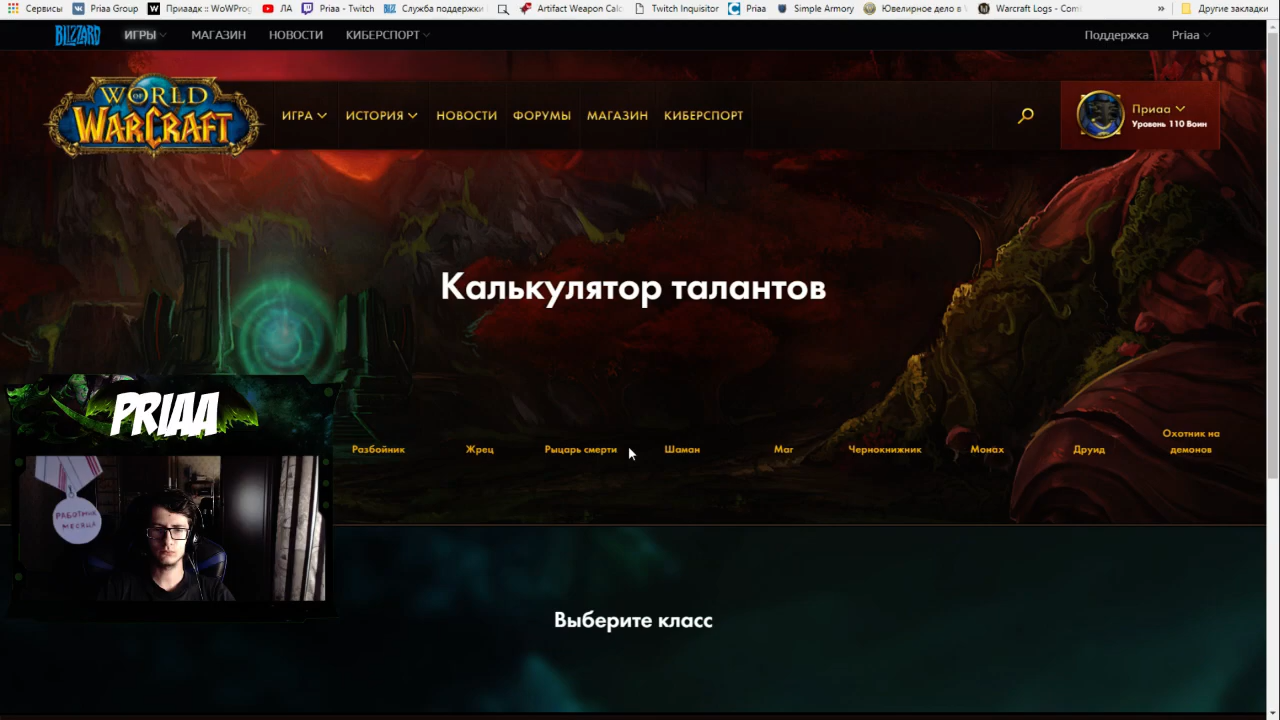 Сервисы Priaa Group Приаадк :: WoWProg ЛА Priaa - Twitch Служба поддержки Artifact Weapon Calc Twitch Inquisitor Priaa Simple Armory Ювелирное дело в Warcraft Logs - Com » Другие закладки
BLIZZARD ИГРЫ МАГАЗИН НОВОСТИ КИБЕРСПОРТ Поддержка Priaa
WORLD OF WARCRAFT
ИГРА ИСТОРИЯ НОВОСТИ ФОРУМЫ МАГАЗИН КИБЕРСПОРТ
Приаа
Уровень 110 Воин
Калькулятор талантов
PRIAA
Разбойник Жрец Рыцарь смерти Шаман Маг Чернокнижник Монах Друид Охотник на демонов
РАБОТНИК
МЕСЯЦА
Выберите класс